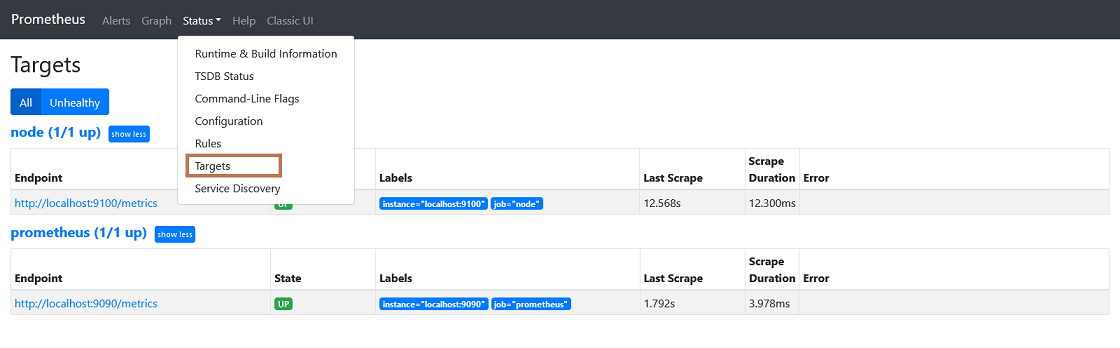 Prometheus Alerts Graph Status Help Classic UI
Runtime & Build Information
TSDB Status
Command-Line Flags
Configuration
Rules
Targets
Service Discovery
Targets
All Unhealthy
node (1/1 up) show less
Endpoint Labels Last Scrape Scrape Duration Error
http://localhost:9100/metrics UP instance="localhost:9100" job="node" 12.568s 12.300ms
prometheus (1/1 up) show less
Endpoint State Labels Last Scrape Scrape Duration Error
http://localhost:9090/metrics UP instance="localhost:9090" job="prometheus" 1.792s 3.978ms